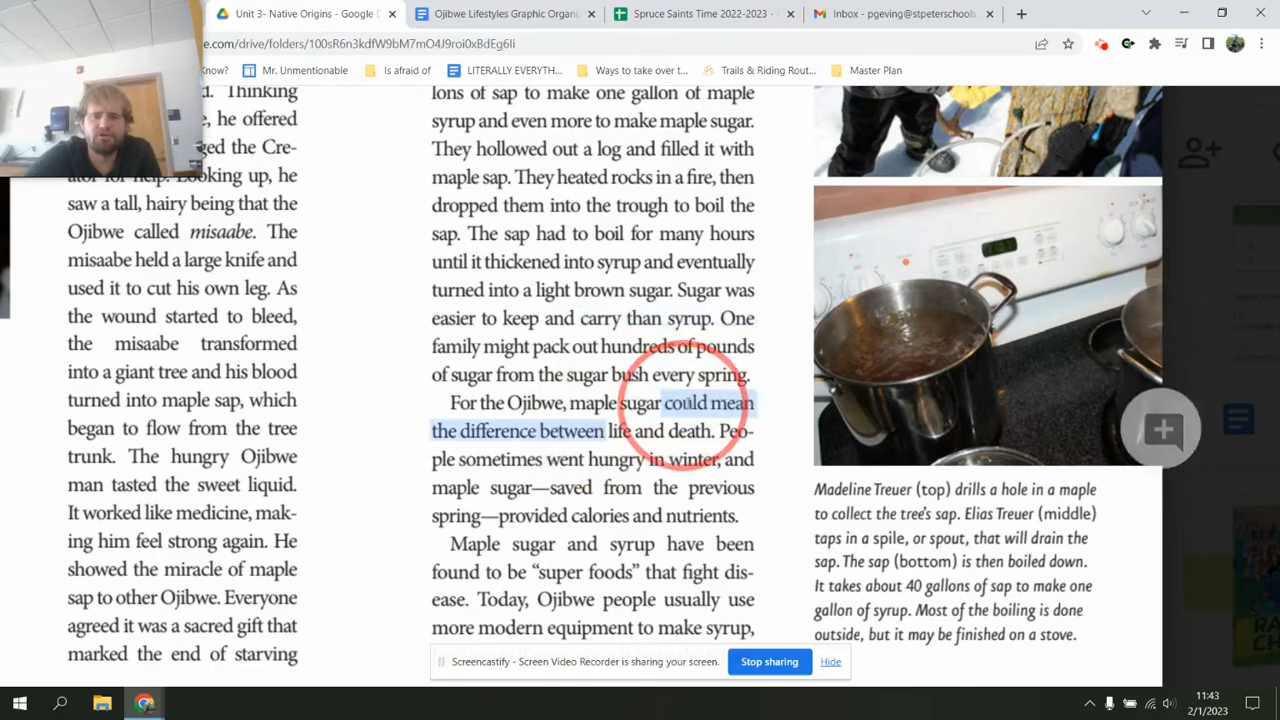 Unit 3- Native Origins - Google D
Ojibwe Lifestyles Graphic Organi
Spruce Saints Time 2022-2023 -
Inbox - pgeving@stpeterschools
e.com/drive/folders/100sR6n3kdfW9bM7mO4J9roi0xBdEg6Ii
Know?
Mr. Unmentionable
Is afraid of
LITERALLY EVERYTH...
Ways to take over t...
Trails & Riding Rout...
Master Plan
d. Thinking
e, he offered
ged the Cre-
ator for help. Looking up, he
saw a tall, hairy being that the
Ojibwe called misaabe. The
misaabe held a large knife and
used it to cut his own leg. As
the wound started to bleed,
the misaabe transformed
into a giant tree and his blood
turned into maple sap, which
began to flow from the tree
trunk. The hungry Ojibwe
man tasted the sweet liquid.
It worked like medicine, mak-
ing him feel strong again. He
showed the miracle of maple
sap to other Ojibwe. Everyone
agreed it was a sacred gift that
marked the end of starving
lons of sap to make one gallon of maple
syrup and even more to make maple sugar.
They hollowed out a log and filled it with
maple sap. They heated rocks in a fire, then
dropped them into the trough to boil the
sap. The sap had to boil for many hours
until it thickened into syrup and eventually
turned into a light brown sugar. Sugar was
easier to keep and carry than syrup. One
family might pack out hundreds of pounds
of sugar from the sugar bush every spring.
For the Ojibwe, maple sugar could mean
the difference between life and death. Peo-
ple sometimes went hungry in winter, and
maple sugar—saved from the previous
spring—provided calories and nutrients.
Maple sugar and syrup have been
found to be “super foods” that fight dis-
ease. Today, Ojibwe people usually use
more modern equipment to make syrup,
Madeline Treuer (top) drills a hole in a maple
to collect the tree's sap. Elias Treuer (middle)
taps in a spile, or spout, that will drain the
sap. The sap (bottom) is then boiled down.
It takes about 40 gallons of sap to make one
gallon of syrup. Most of the boiling is done
outside, but it may be finished on a stove.
Screencastify - Screen Video Recorder is sharing your screen.
Stop sharing
Hide
11:43
2/1/2023